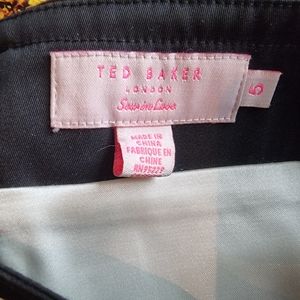 TED BAKER
LONDON
Sew in Love
5
MADE IN
CHINA
FABRIQUE EN
CHINE